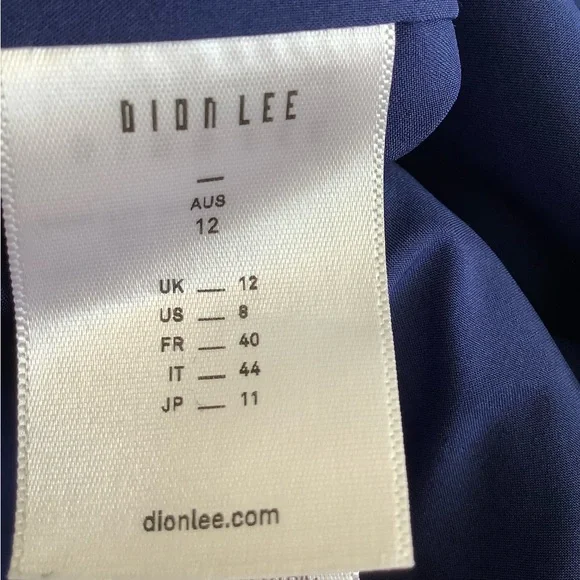 DION LEE
—
AUS
12
UK — 12
US — 8
FR — 40
IT — 44
JP — 11
dionlee.com